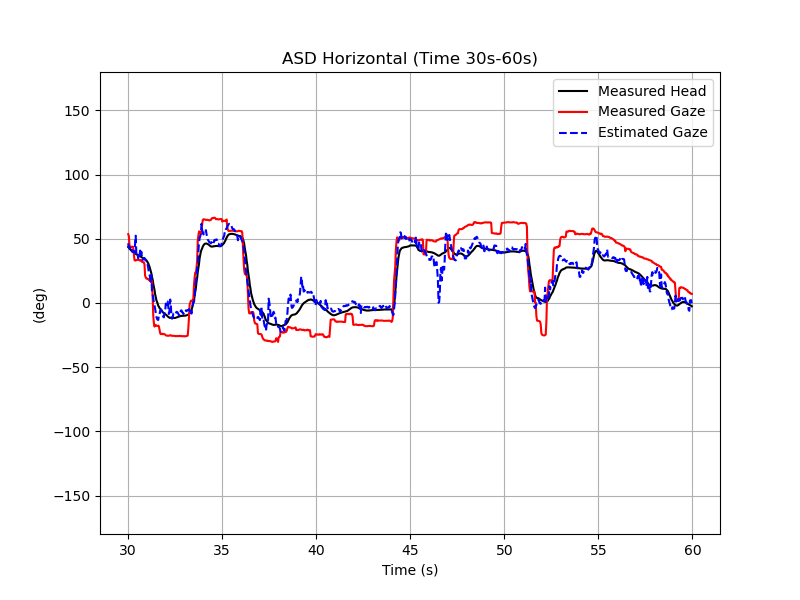 ASD Horizontal (Time 30s-60s)
Measured Head
Measured Gaze
Estimated Gaze
150
100
50
0
−50
−100
−150
(deg)
30 35 40 45 50 55 60
Time (s)